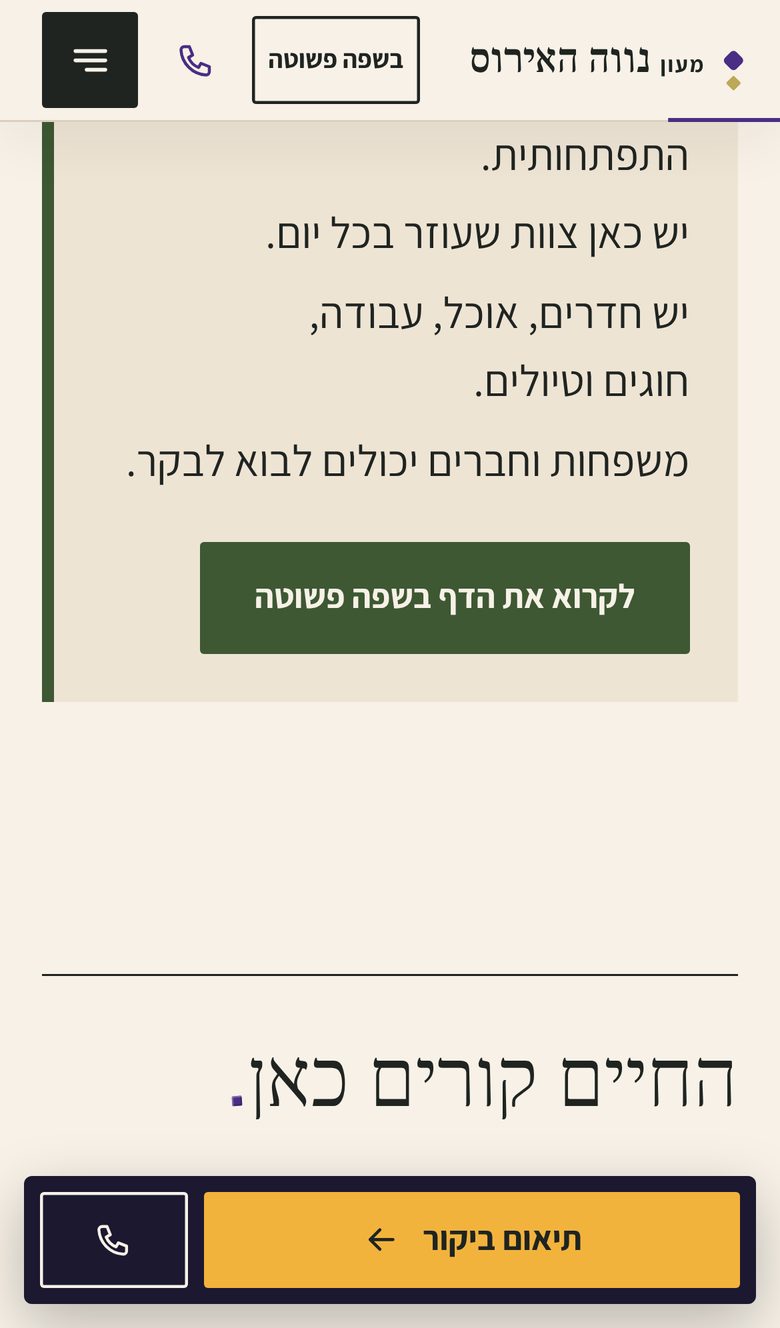 מעון נווה האירוס
בשפה פשוטה
התפתחותית.
יש כאן צוות שעוזר בכל יום.
יש חדרים, אוכל, עבודה,
חוגים וטיולים.
משפחות וחברים יכולים לבוא לבקר.
לקרוא את הדף בשפה פשוטה
החיים קורים כאן.
תיאום ביקור ←